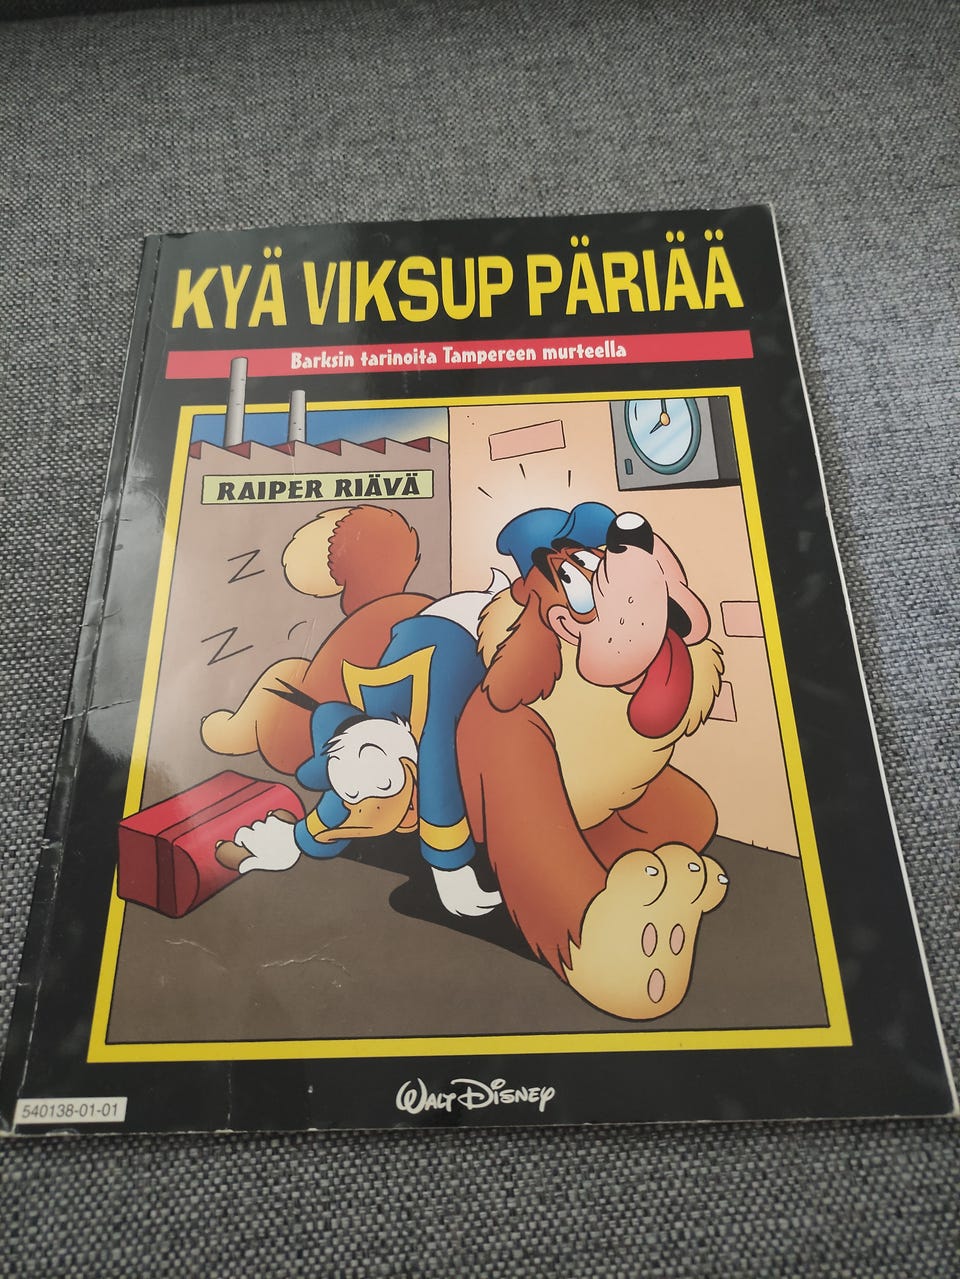 KYÄ VIKSUP PÄRIÄÄ
Barksin tarinoita Tampereen murteella
RAIPER RIÄVÄ
Z
Z
WALT DISNEY
540138-01-01